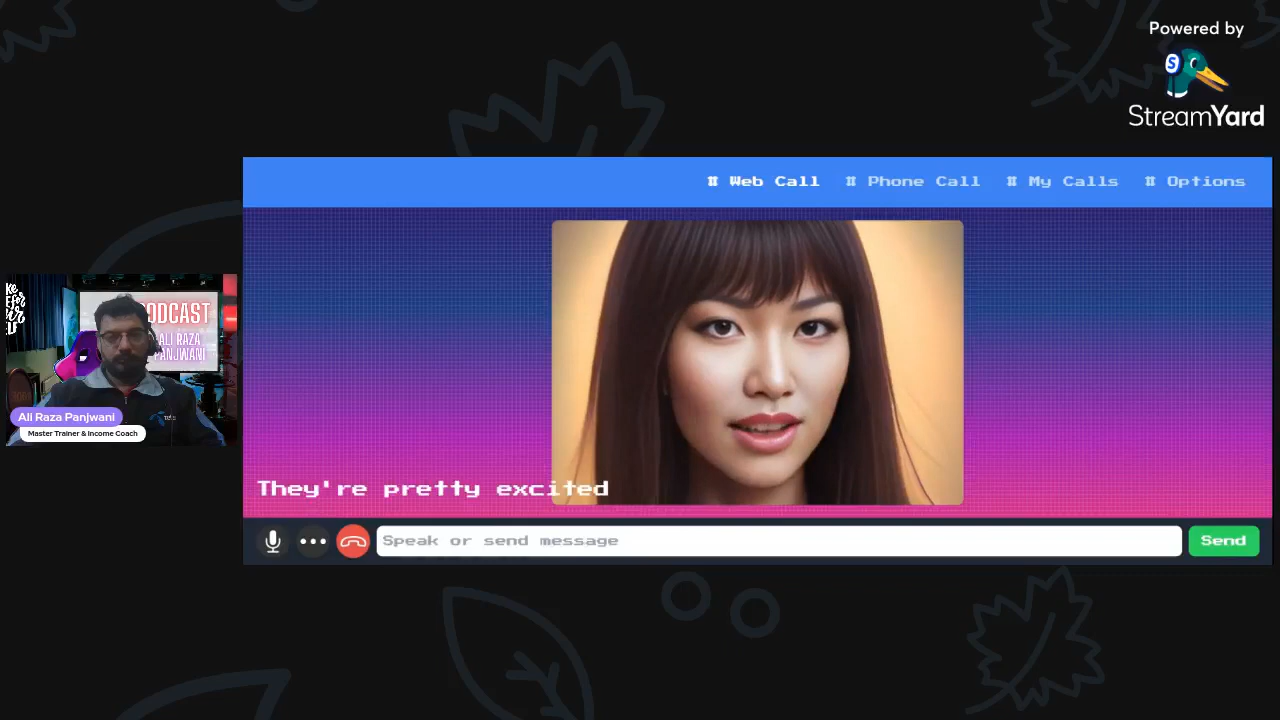 Powered by
S
StreamYard
# Web Call # Phone Call # My Calls # Options
PODCAST
ALI RAZA
PANJWANI
Ali Raza Panjwani
Master Trainer & Income Coach
They're pretty excited
Speak or send message
Send